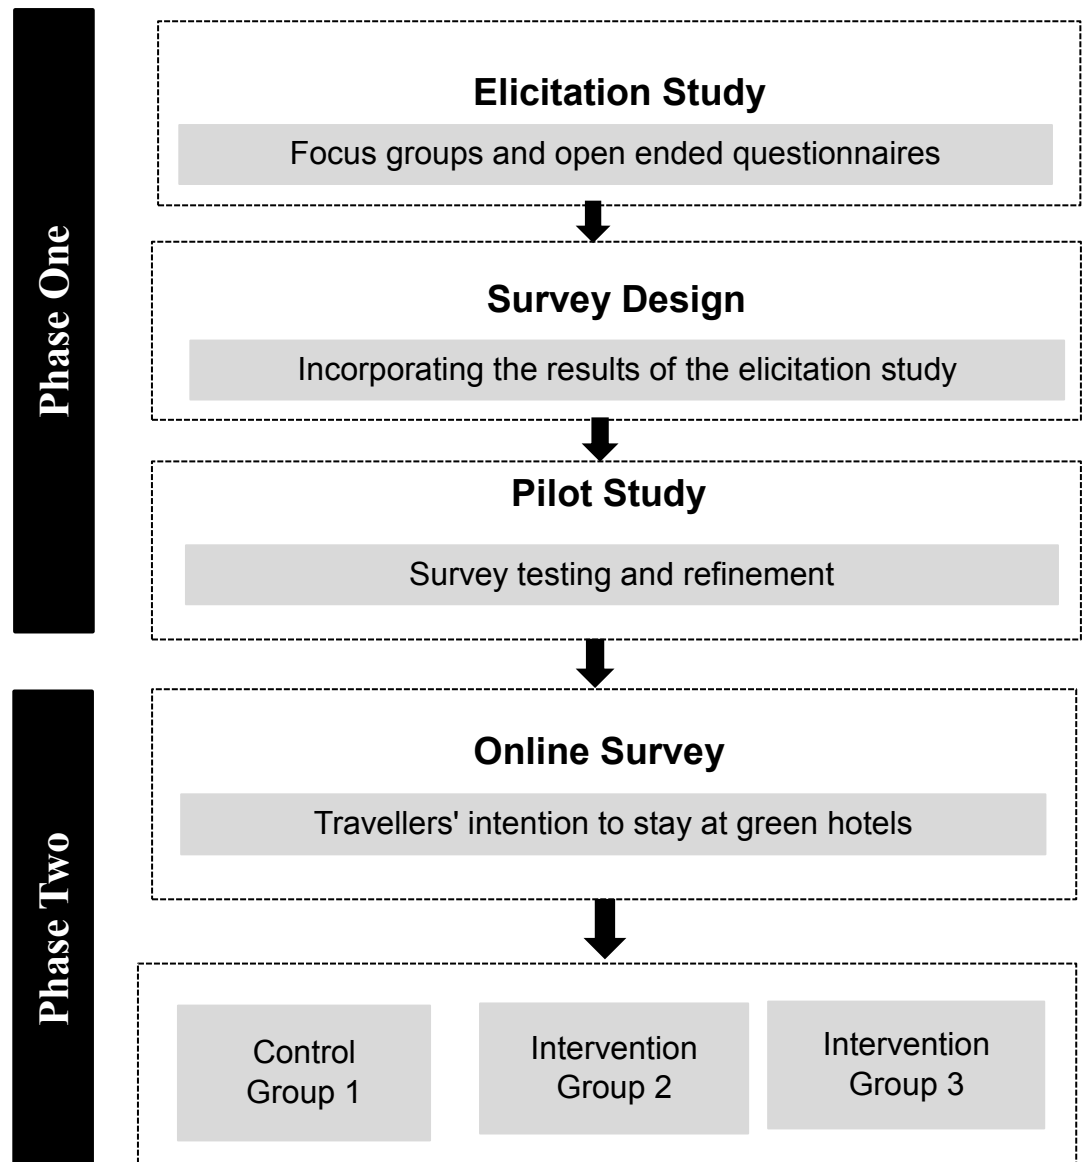 Phase One
Elicitation Study
Focus groups and open ended questionnaires
Survey Design
Incorporating the results of the elicitation study
Pilot Study
Survey testing and refinement
Phase Two
Online Survey
Travellers' intention to stay at green hotels
Control
Group 1
Intervention
Group 2
Intervention
Group 3